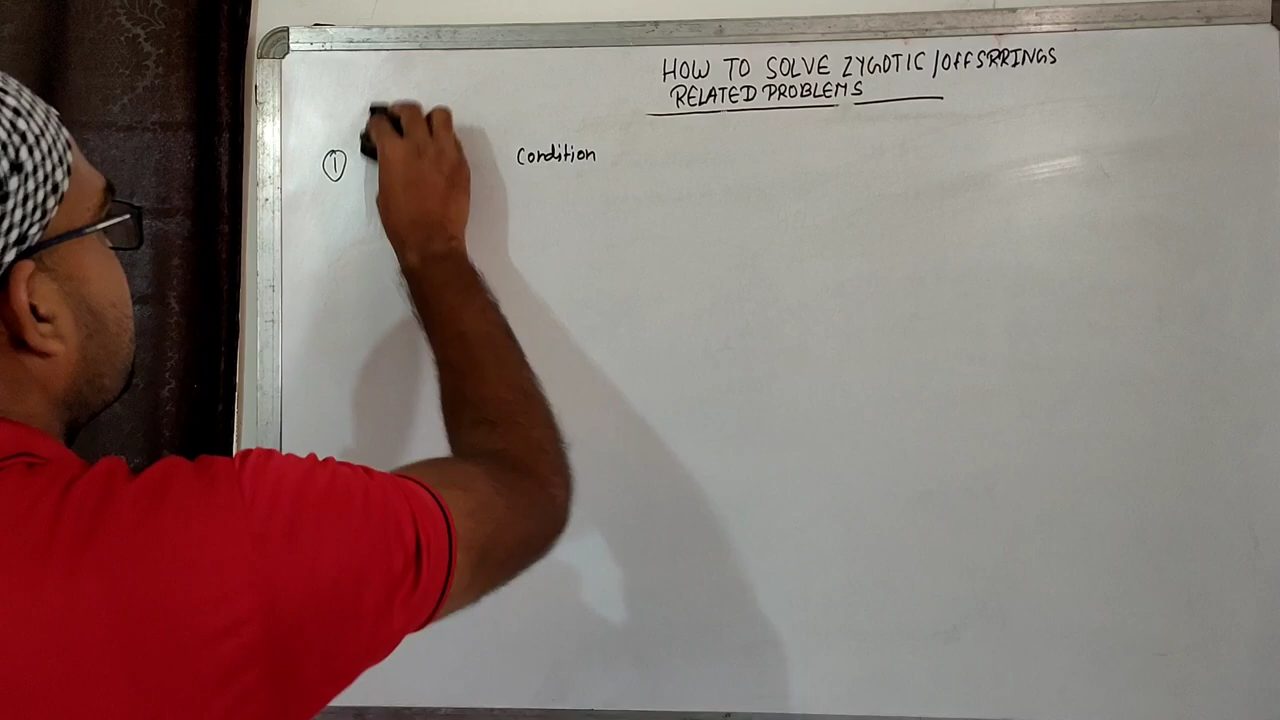 HOW TO SOLVE ZYGOTIC/OFFSRRINGS
RELATED PROBLEMS
① Condition